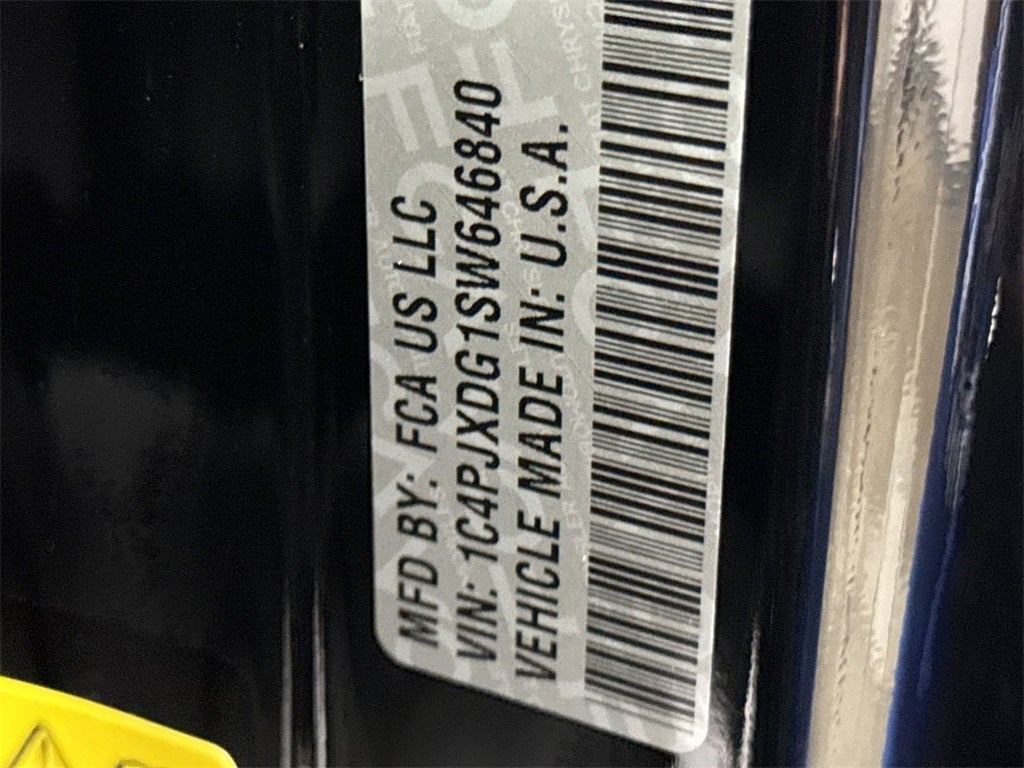 MFD BY: FCA US LLC
VIN: 1C4PJXDG1SW646840
VEHICLE MADE IN: U.S.A.